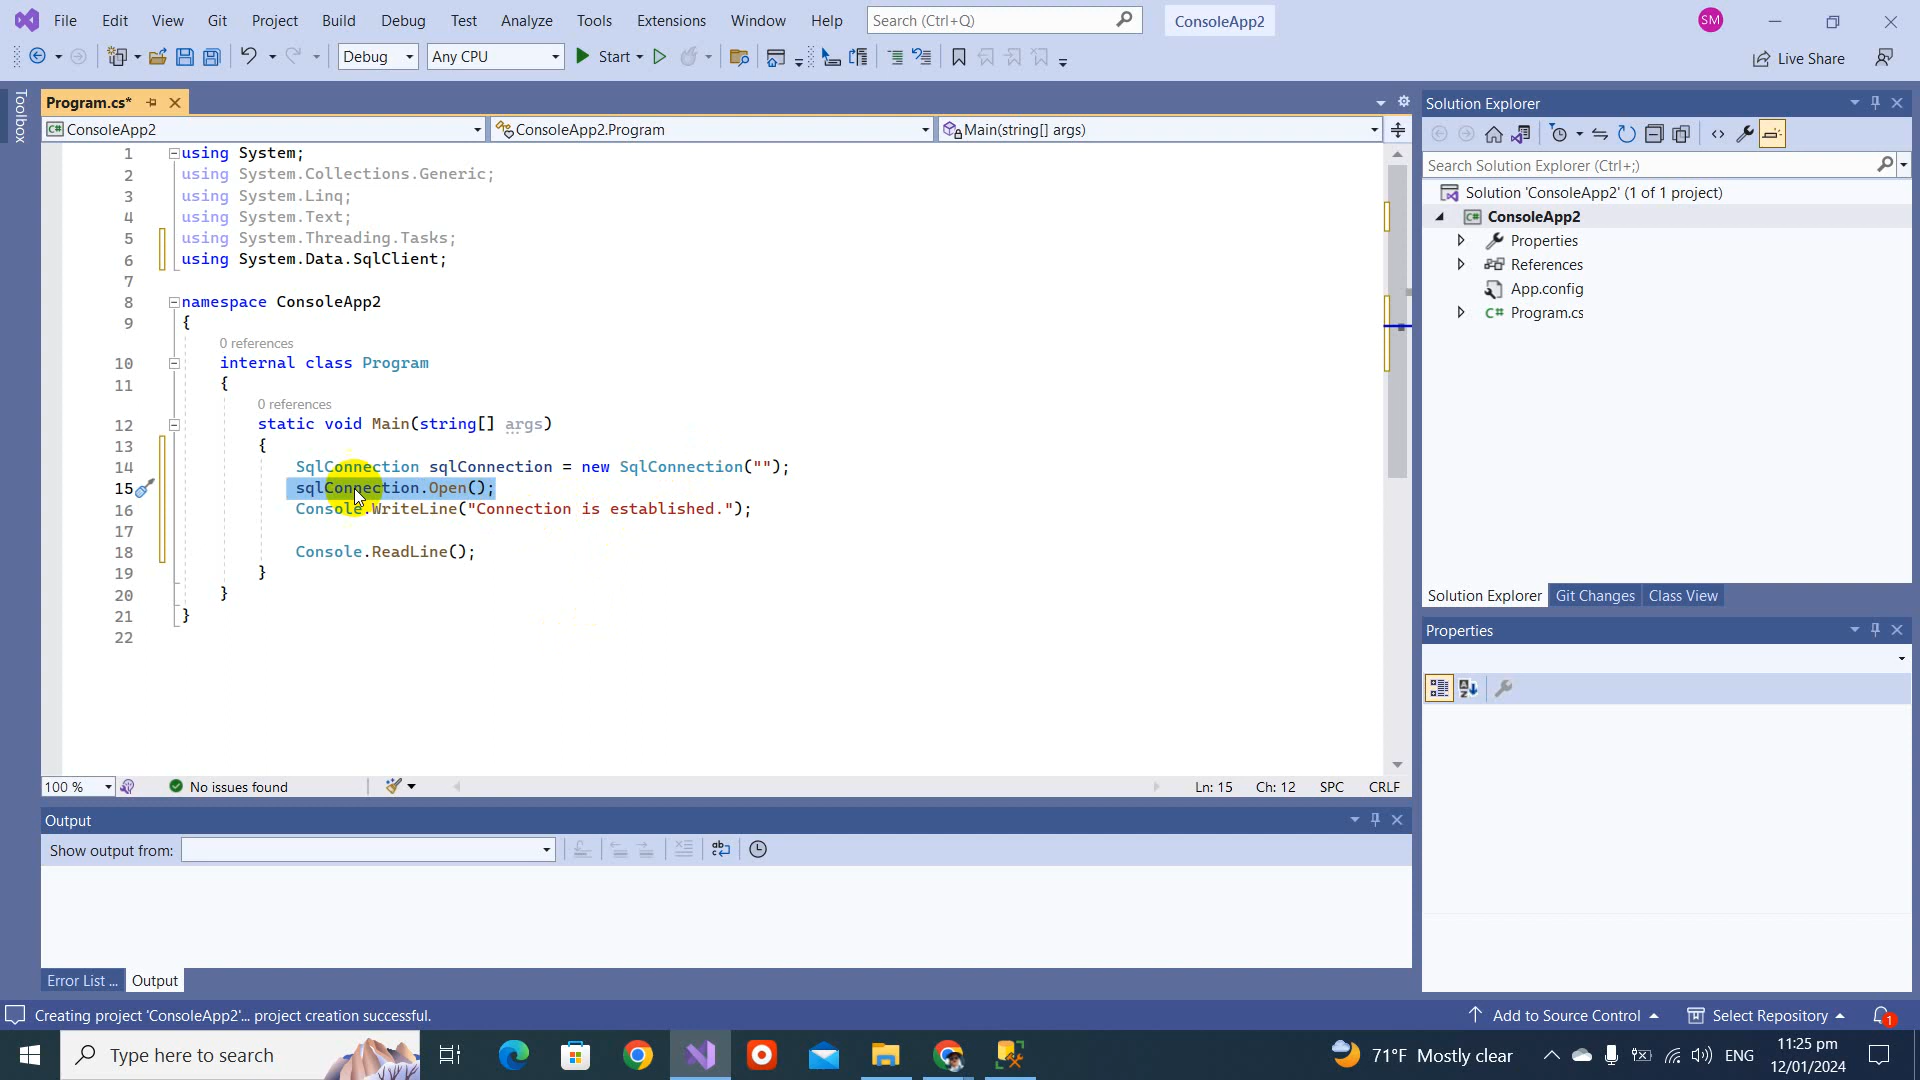 File Edit View Git Project Build Debug Test Analyze Tools Extensions Window Help Search (Ctrl+Q) ConsoleApp2 SM
Debug Any CPU Start Live Share
Toolbox
Program.cs*
ConsoleApp2 ConsoleApp2.Program Main(string[] args)
1 using System;
2 using System.Collections.Generic;
3 using System.Linq;
4 using System.Text;
5 using System.Threading.Tasks;
6 using System.Data.SqlClient;
7
8 namespace ConsoleApp2
9 {
0 references
10 internal class Program
11 {
0 references
12 static void Main(string[] args)
13 {
14 SqlConnection sqlConnection = new SqlConnection("");
15 sqlConnection.Open();
16 Console.WriteLine("Connection is established.");
17
18 Console.ReadLine();
19 }
20 }
21 }
22
100 % No issues found Ln: 15 Ch: 12 SPC CRLF
Output
Show output from:
Error List ... Output
Solution Explorer
Search Solution Explorer (Ctrl+;)
Solution 'ConsoleApp2' (1 of 1 project)
ConsoleApp2
Properties
References
App.config
C# Program.cs
Solution Explorer Git Changes Class View
Properties
Creating project 'ConsoleApp2'... project creation successful. Add to Source Control Select Repository 1
Type here to search 71°F Mostly clear ENG 11:25 pm
12/01/2024